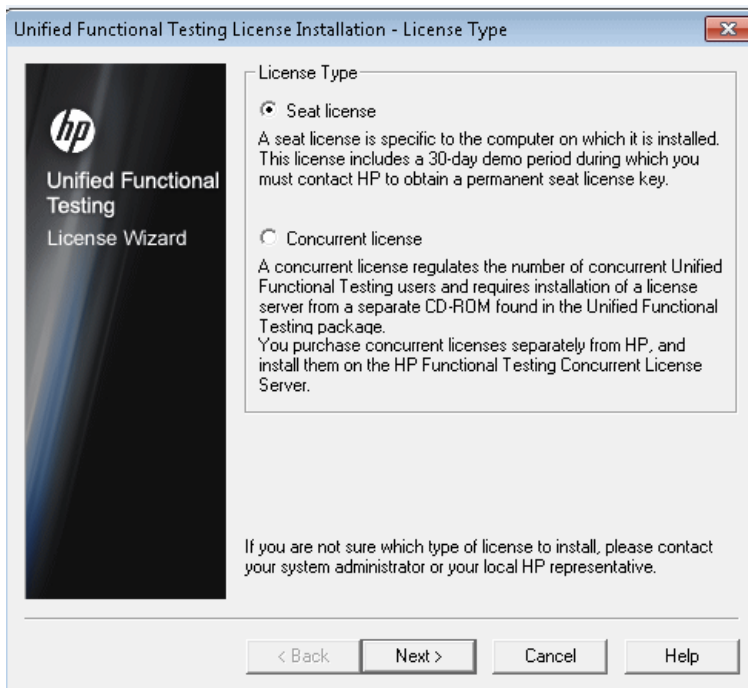 Unified Functional Testing License Installation - License Type
hp
Unified Functional
Testing
License Wizard
License Type
Seat license
A seat license is specific to the computer on which it is installed.
This license includes a 30-day demo period during which you
must contact HP to obtain a permanent seat license key.
Concurrent license
A concurrent license regulates the number of concurrent Unified
Functional Testing users and requires installation of a license
server from a separate CD-ROM found in the Unified Functional
Testing package.
You purchase concurrent licenses separately from HP, and
install them on the HP Functional Testing Concurrent License
Server.
If you are not sure which type of license to install, please contact
your system administrator or your local HP representative.
< Back Next > Cancel Help